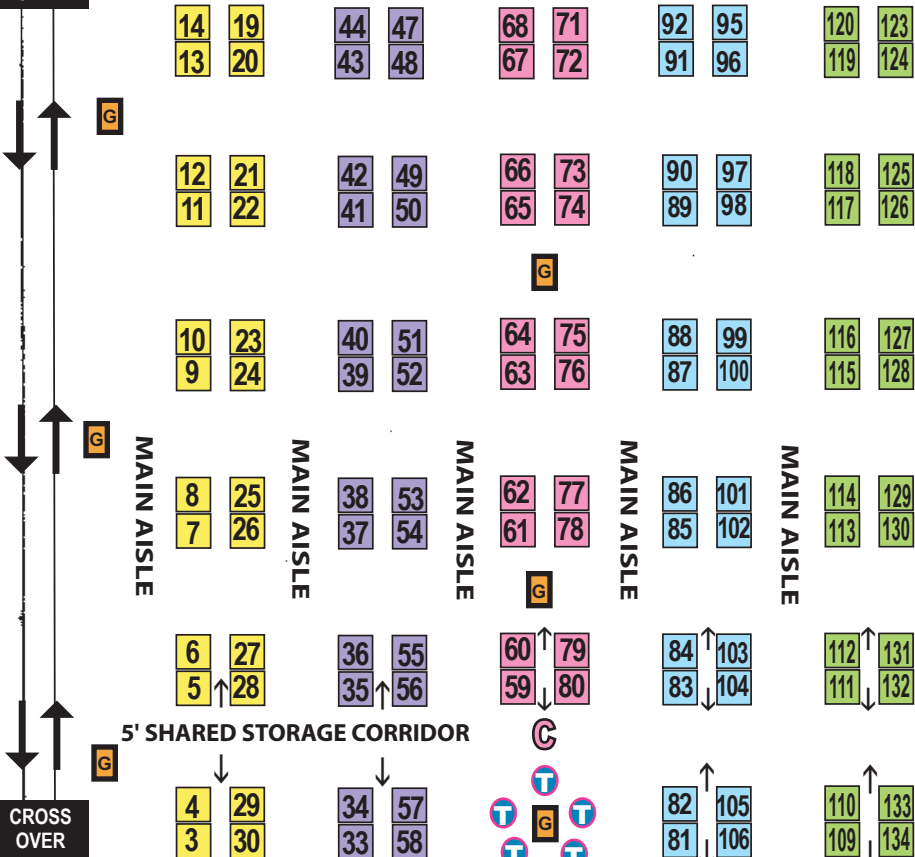 14 19 44 47 68 71 92 95 120 123
13 20 43 48 67 72 91 96 119 124
G
12 21 42 49 66 73 90 97 118 125
11 22 41 50 65 74 89 98 117 126
G
10 23 40 51 64 75 88 99 116 127
9 24 39 52 63 76 87 100 115 128
G
MAIN AISLE
MAIN AISLE
MAIN AISLE
MAIN AISLE
MAIN AISLE
8 25 38 53 62 77 86 101 114 129
7 26 37 54 61 78 85 102 113 130
G
6 27 36 55 60 79 84 103 112 131
5 28 35 56 59 80 83 104 111 132
5' SHARED STORAGE CORRIDOR
C
G
T
4 29 34 57 82 105 110 133
T G T
3 30 33 58 81 106 109 134
T T
CROSS
OVER